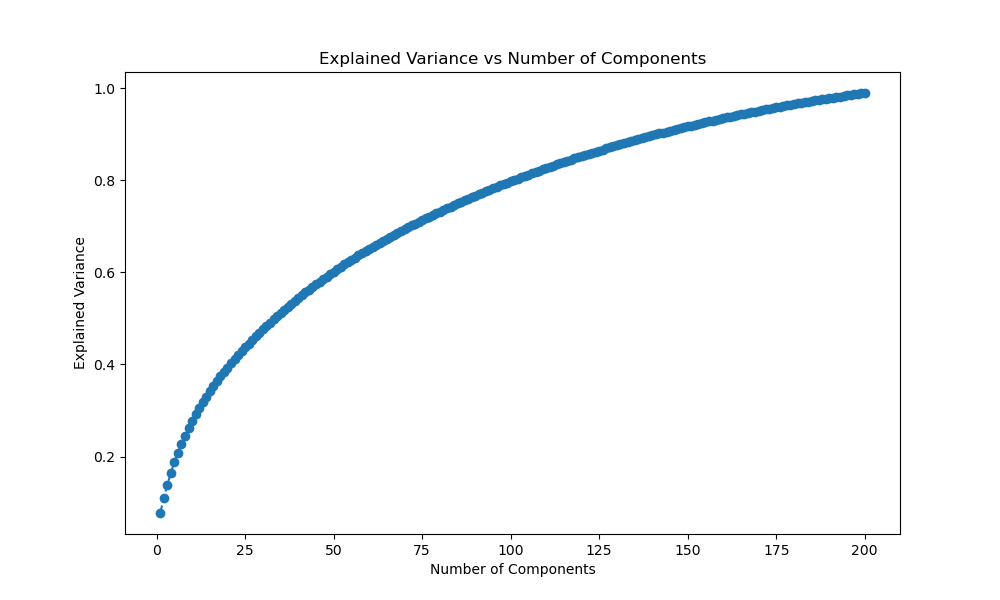 Explained Variance vs Number of Components
1.0
0.8
0.6
0.4
0.2
Explained Variance
0 25 50 75 100 125 150 175 200
Number of Components